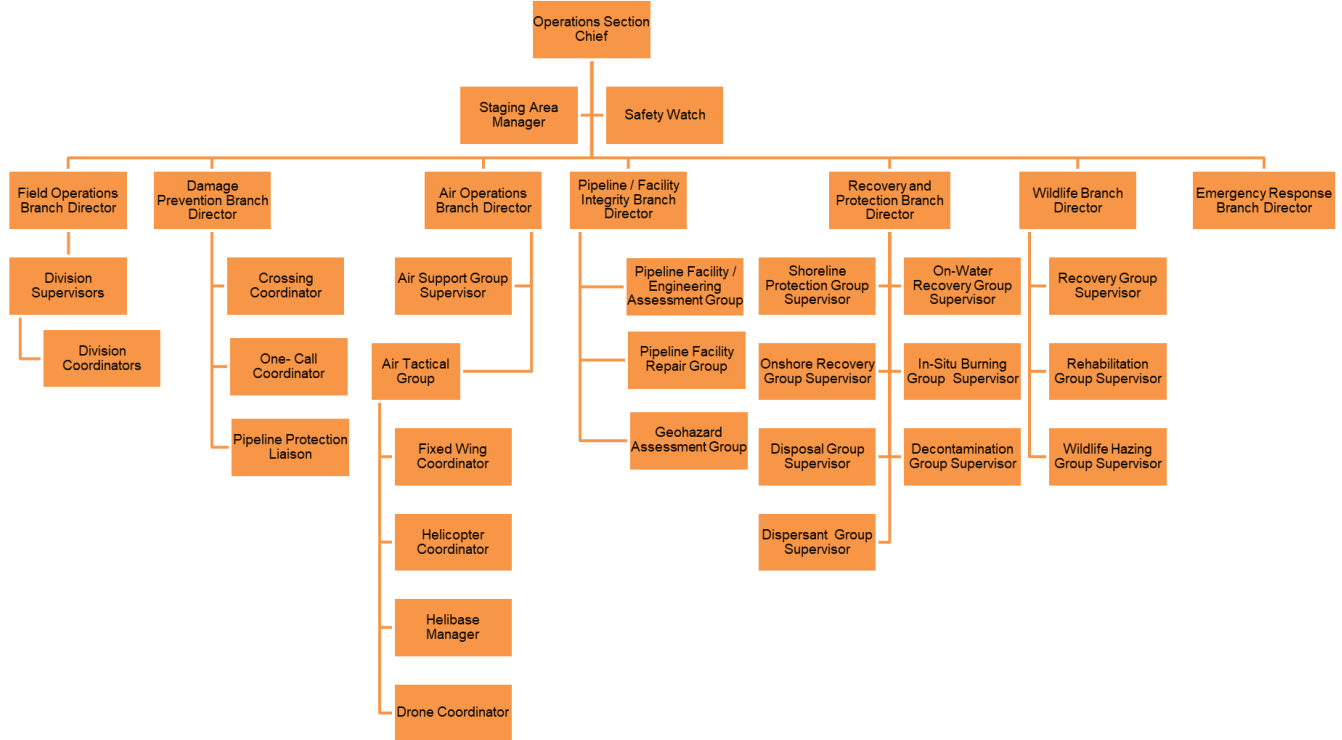 Operations Section
Chief
Staging Area
Manager
Safety Watch
Field Operations
Branch Director
Damage
Prevention Branch
Director
Air Operations
Branch Director
Pipeline / Facility
Integrity Branch
Director
Recovery and
Protection Branch
Director
Wildlife Branch
Director
Emergency Response
Branch Director
Division
Supervisors
Division
Coordinators
Crossing
Coordinator
One- Call
Coordinator
Pipeline Protection
Liaison
Air Support Group
Supervisor
Air Tactical
Group
Fixed Wing
Coordinator
Helicopter
Coordinator
Helibase
Manager
Drone Coordinator
Pipeline Facility /
Engineering
Assessment Group
Pipeline Facility
Repair Group
Geohazard
Assessment Group
Shoreline
Protection Group
Supervisor
On-Water
Recovery Group
Supervisor
Onshore Recovery
Group Supervisor
In-Situ Burning
Group Supervisor
Disposal Group
Supervisor
Decontamination
Group Supervisor
Dispersant Group
Supervisor
Recovery Group
Supervisor
Rehabilitation
Group Supervisor
Wildlife Hazing
Group Supervisor